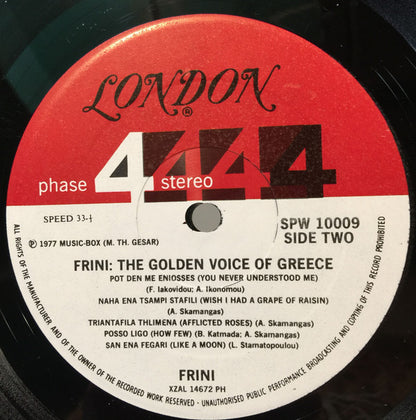 LONDON
®
phase 4 stereo
444
SPEED 33-⅓
SPW 10009
℗ 1977 MUSIC-BOX (M. TH. GESAR)
SIDE TWO
FRINI: THE GOLDEN VOICE OF GREECE
POT DEN ME ENIOSSES (YOU NEVER UNDERSTOOD ME)
(F. Iakovidou; A. Ikonomou)
NAHA ENA TSAMPI STAFILI (WISH I HAD A GRAPE OF RAISIN)
(A. Skamangas)
TRIANTAFILA THLIMENA (AFFLICTED ROSES) (A. Skamangas)
POSSO LIGO (HOW FEW) (B. Katmada; A. Skamangas)
SAN ENA FEGARI (LIKE A MOON) (L. Stamatopoulou)
FRINI
XZAL 14672 PH
ALL RIGHTS OF THE MANUFACTURER AND OF THE OWNER OF THE RECORDED WORK RESERVED - UNAUTHORISED PUBLIC PERFORMANCE BROADCASTING AND COPYING OF THIS RECORD PROHIBITED